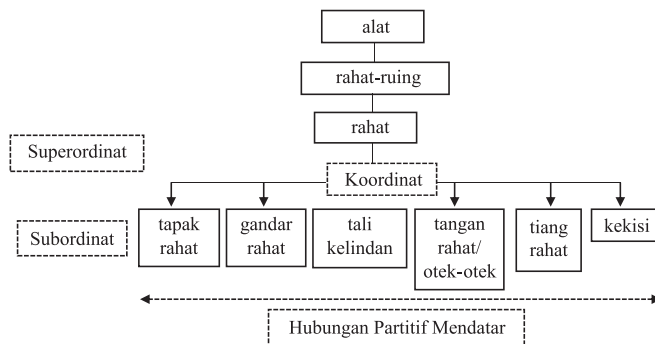 alat
rahat-ruing
rahat
Superordinat
Koordinat
Subordinat
tapak
rahat
gandar
rahat
tali
kelindan
tangan
rahat/
otek-otek
tiang
rahat
kekisi
Hubungan Partitif Mendatar